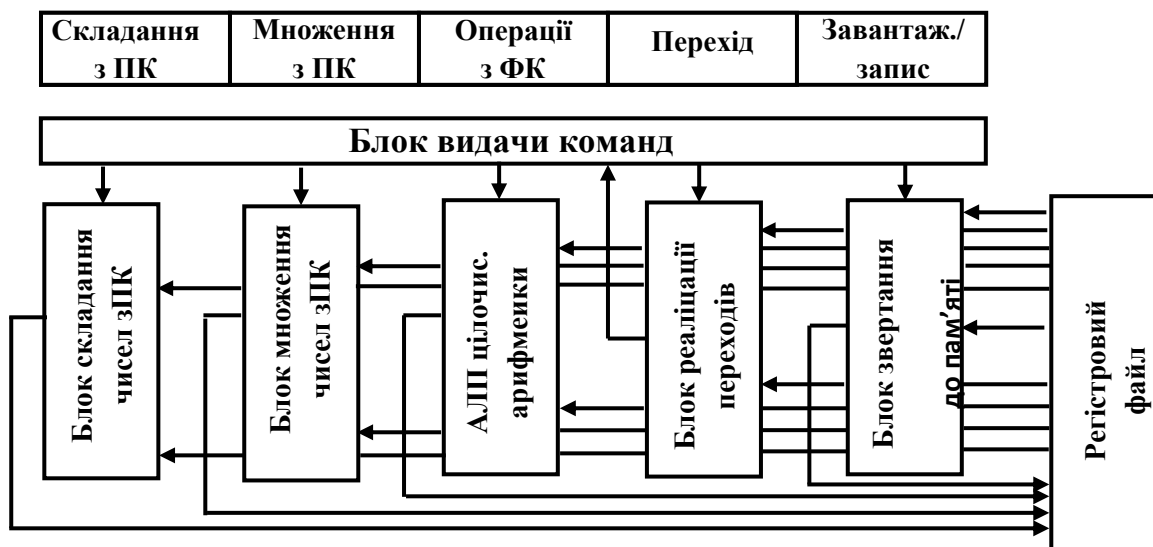 Складання
з ПК
Множення
з ПК
Операції
з ФК
Перехід
Завантаж./
запис
Блок видачи команд
Блок складання
чисел зПК
Блок множення
чисел зПК
АЛП цілочис.
арифмеики
Блок реаліцації
переходів
Блок звертання
до пам’яті
Регістровий
файл